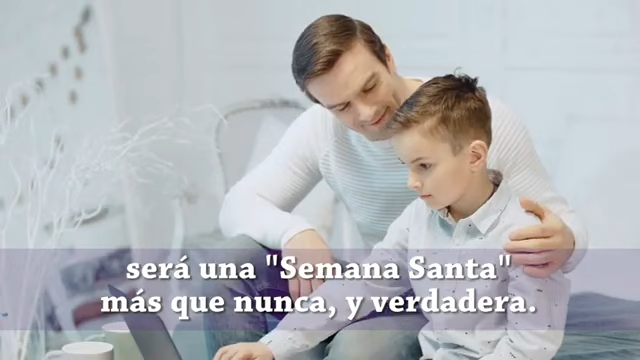 será una "Semana Santa"
más que nunca, y verdadera.